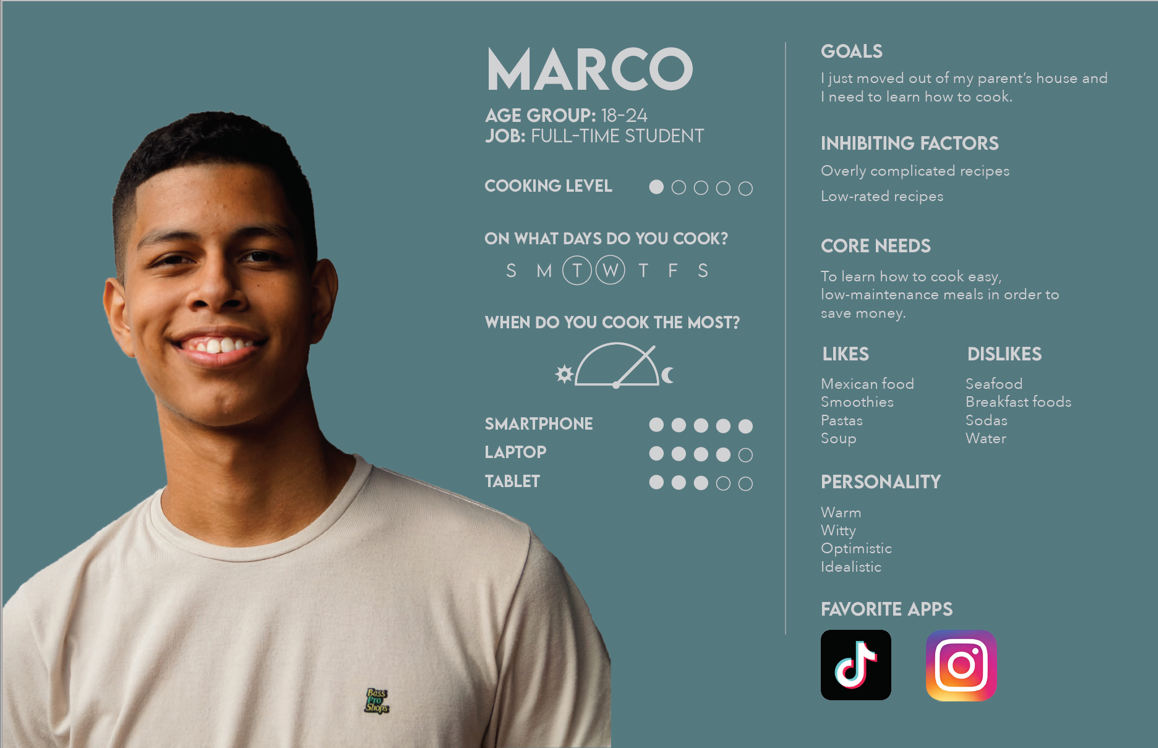 MARCO
AGE GROUP: 18-24
JOB: FULL-TIME STUDENT
COOKING LEVEL
ON WHAT DAYS DO YOU COOK?
S M T W T F S
WHEN DO YOU COOK THE MOST?
SMARTPHONE
LAPTOP
TABLET
GOALS
I just moved out of my parent's house and
I need to learn how to cook.
INHIBITING FACTORS
Overly complicated recipes
Low-rated recipes
CORE NEEDS
To learn how to cook easy,
low-maintenance meals in order to
save money.
LIKES
Mexican food
Smoothies
Pastas
Soup
DISLIKES
Seafood
Breakfast foods
Sodas
Water
PERSONALITY
Warm
Witty
Optimistic
Idealistic
FAVORITE APPS
Bass
Pro
Shops